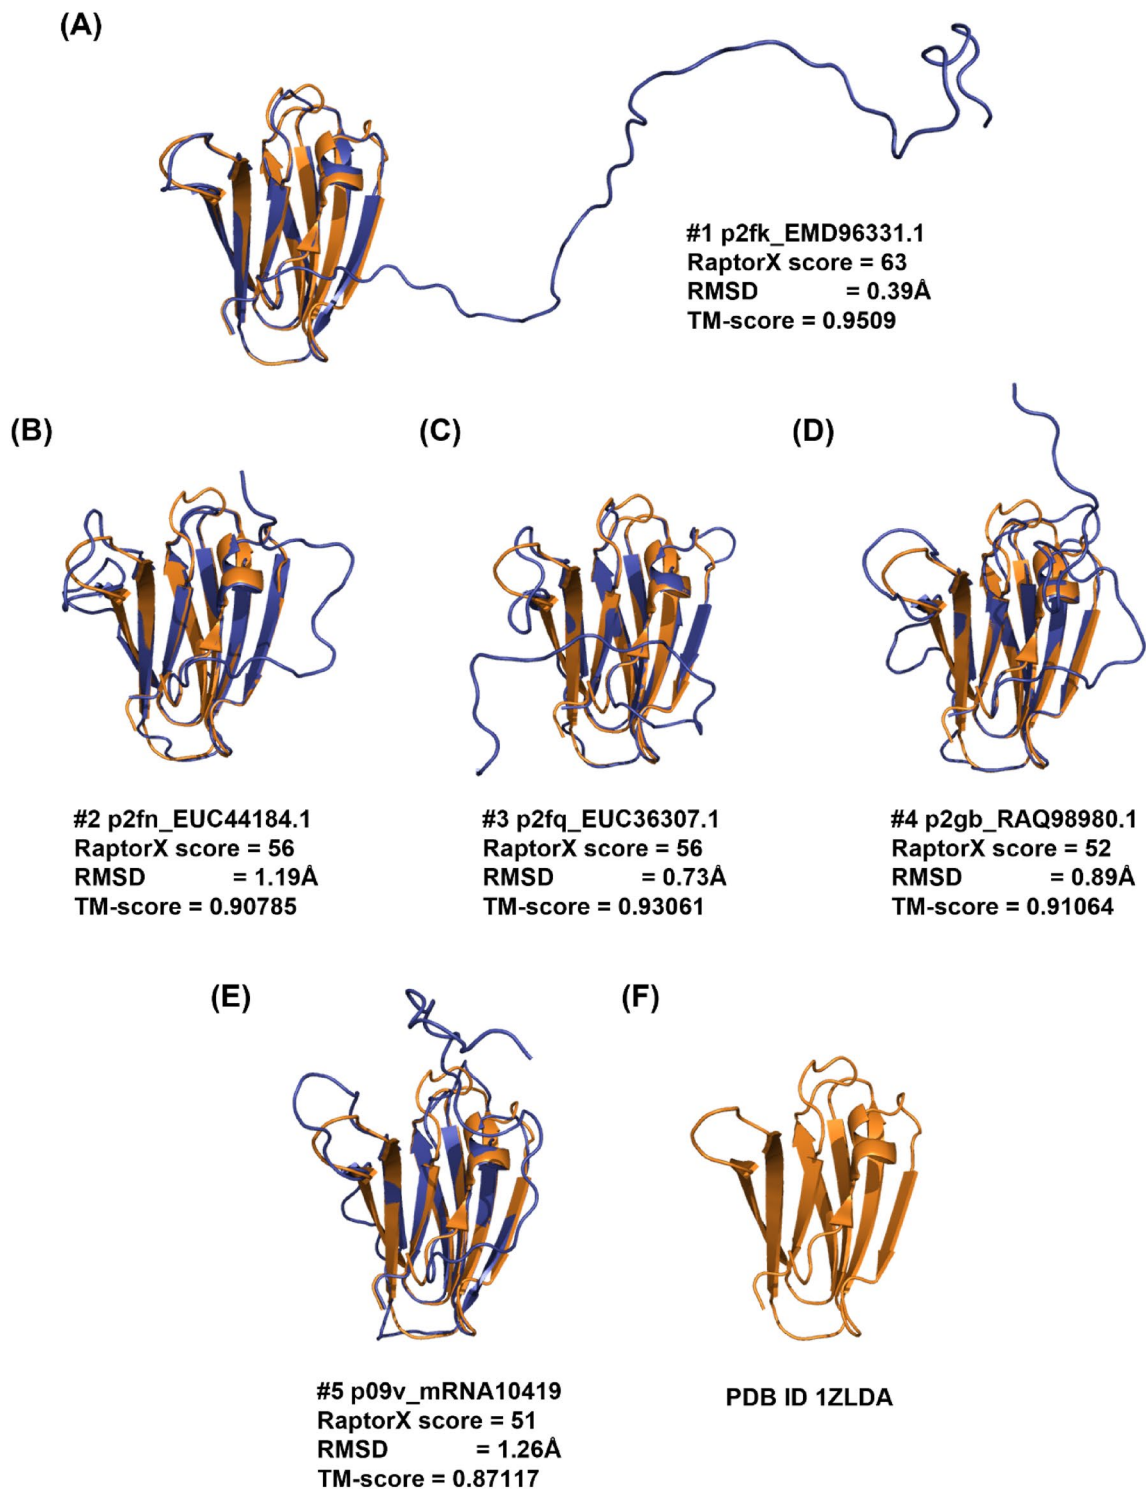 (A)
#1 p2fk_EMD96331.1
RaptorX score = 63
RMSD = 0.39Å
TM-score = 0.9509
(B)
(C)
(D)
#2 p2fn_EUC44184.1
RaptorX score = 56
RMSD = 1.19Å
TM-score = 0.90785
#3 p2fq_EUC36307.1
RaptorX score = 56
RMSD = 0.73Å
TM-score = 0.93061
#4 p2gb_RAQ98980.1
RaptorX score = 52
RMSD = 0.89Å
TM-score = 0.91064
(E)
(F)
#5 p09v_mRNA10419
RaptorX score = 51
RMSD = 1.26Å
TM-score = 0.87117
PDB ID 1ZLDA